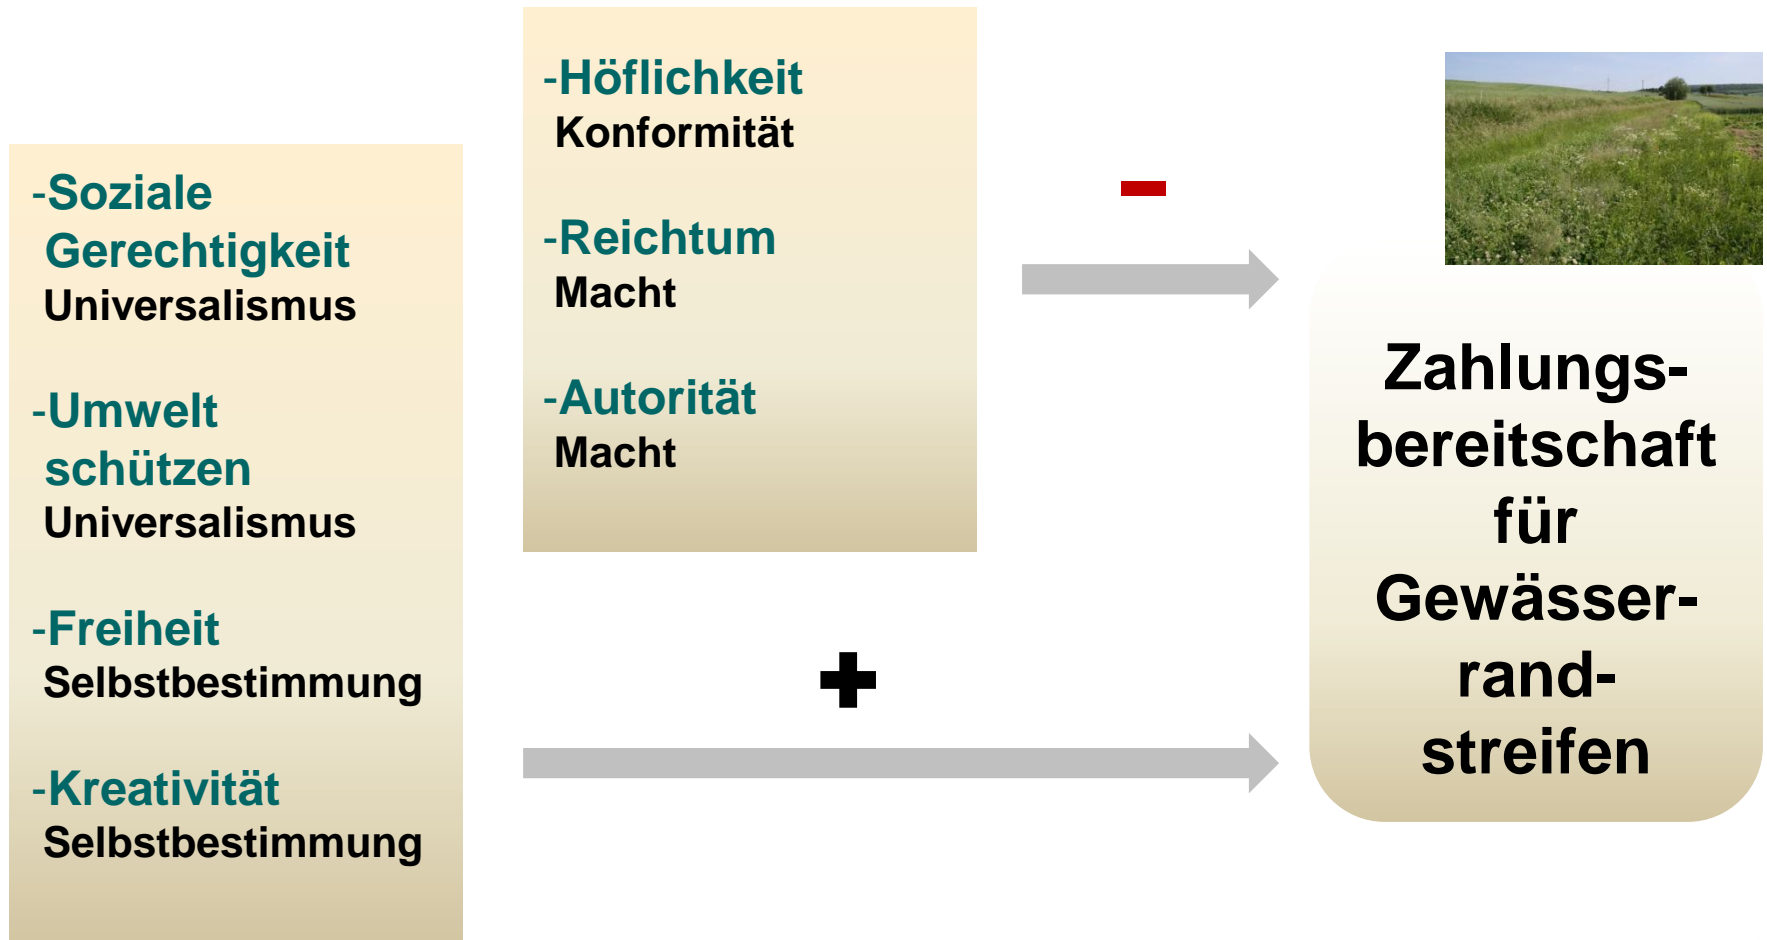 -Soziale
Gerechtigkeit
Universalismus
-Umwelt
schützen
Universalismus
-Freiheit
Selbstbestimmung
-Kreativität
Selbstbestimmung
-Höflichkeit
Konformität
-Reichtum
Macht
-Autorität
Macht
-
+
Zahlungs-
bereitschaft
für
Gewässer-
rand-
streifen